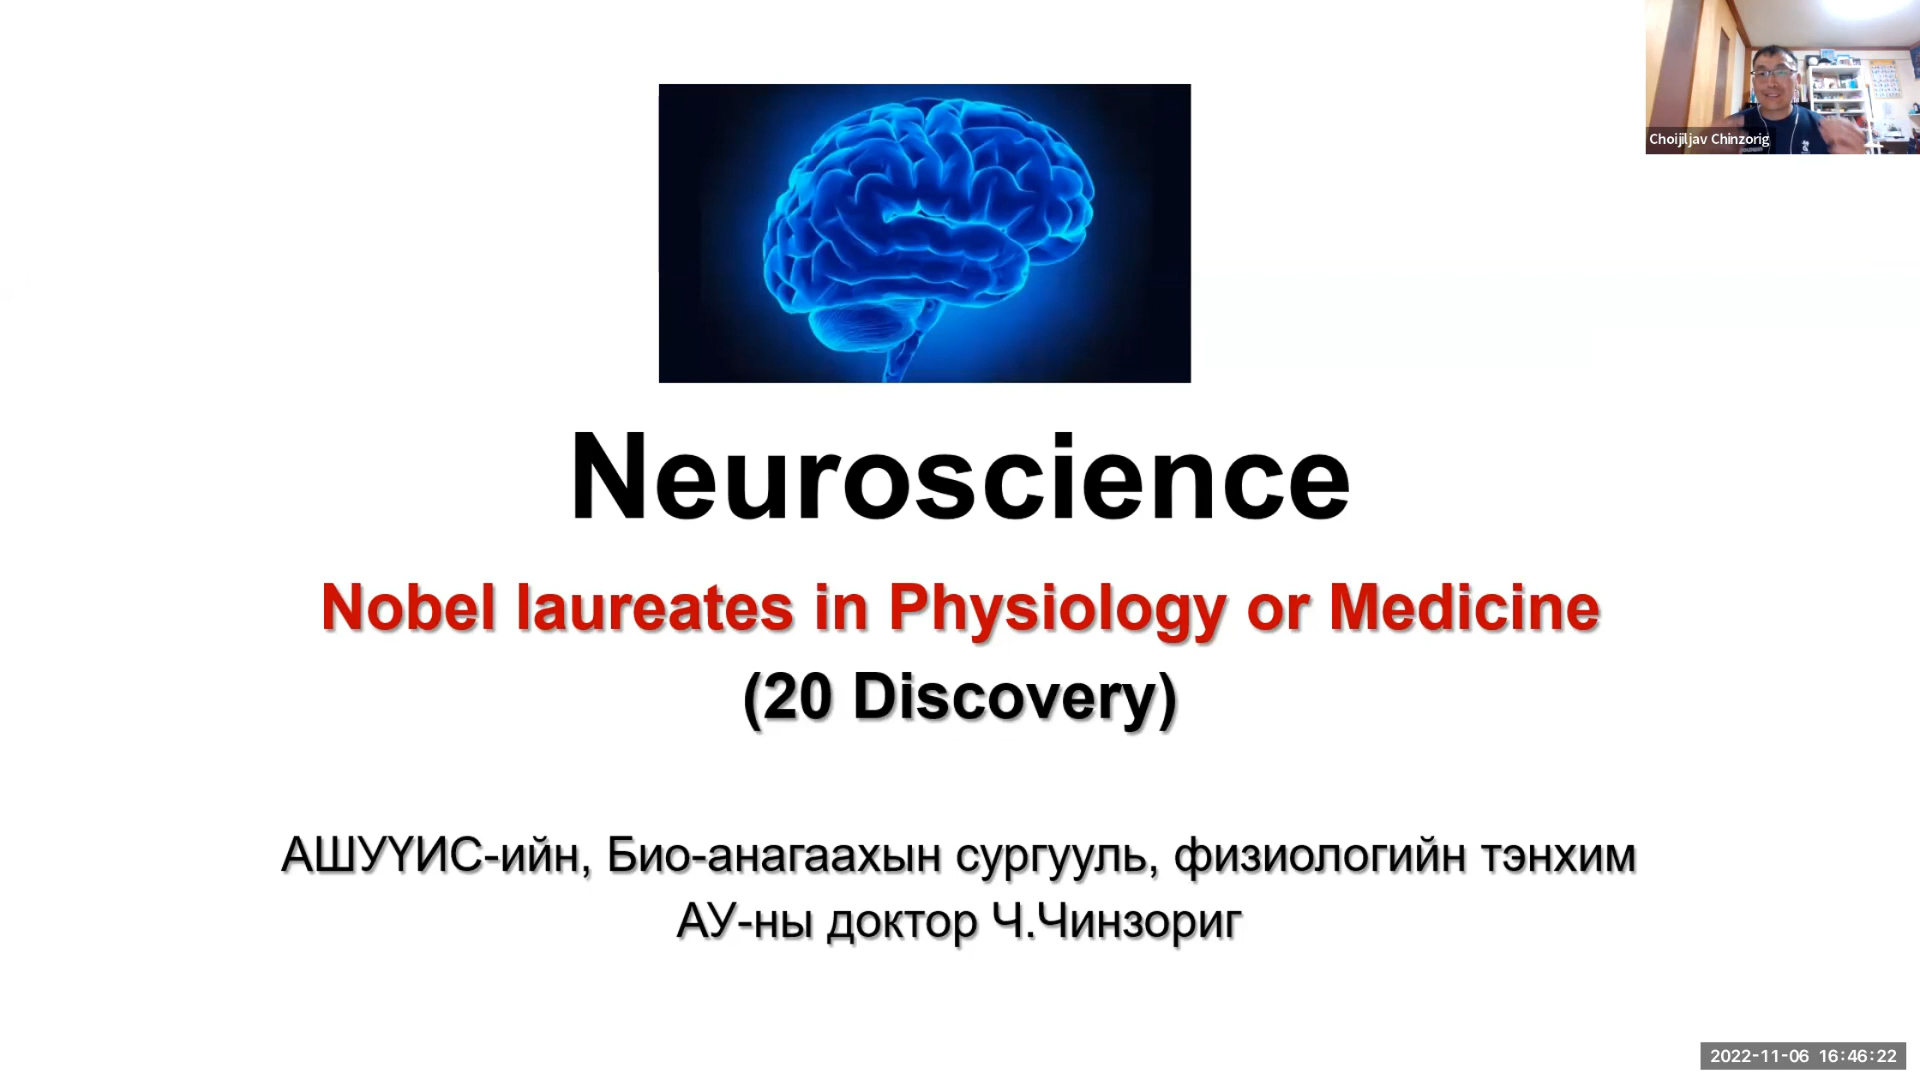 Choijiljav Chinzorig
Neuroscience
Nobel laureates in Physiology or Medicine
(20 Discovery)
АШУҮИС-ийн, Био-анагаахын сургууль, физиологийн тэнхим
АУ-ны доктор Ч.Чинзориг
2022-11-06 16:46:22